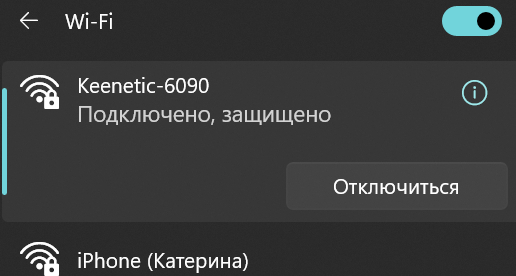 Wi-Fi
Keenetic-6090
Подключено, защищено
Отключиться
iPhone (Катерина)